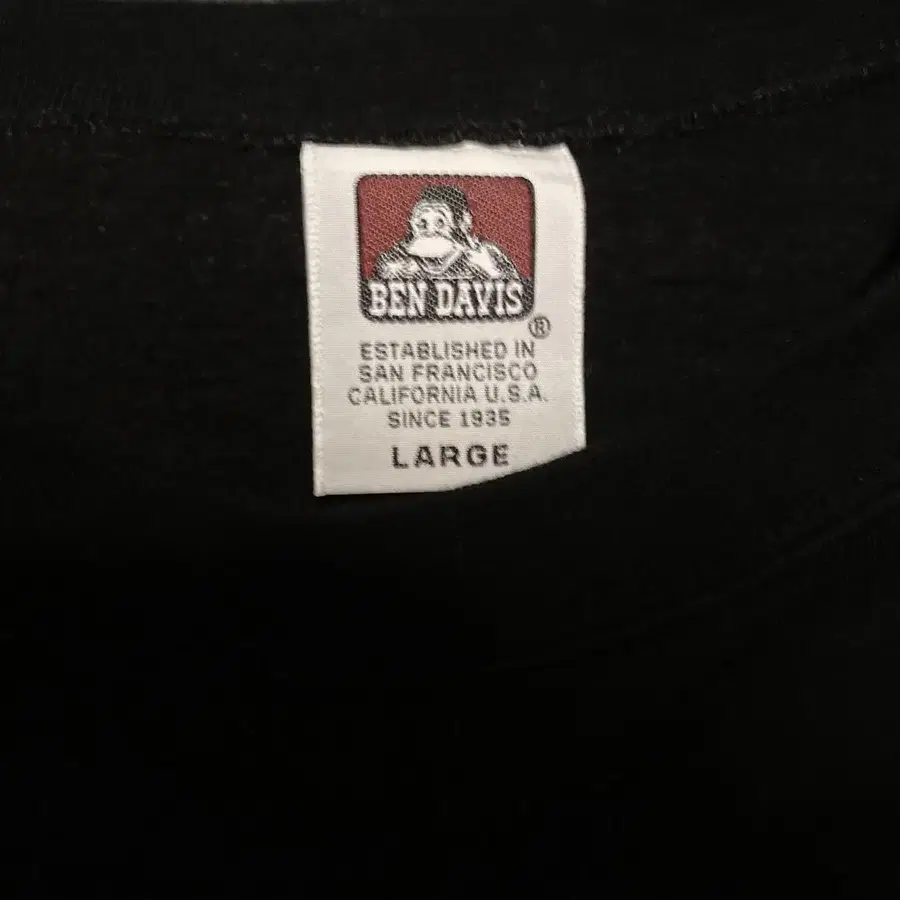 BEN DAVIS
®
ESTABLISHED IN
SAN FRANCISCO
CALIFORNIA U.S.A.
SINCE 1935
LARGE